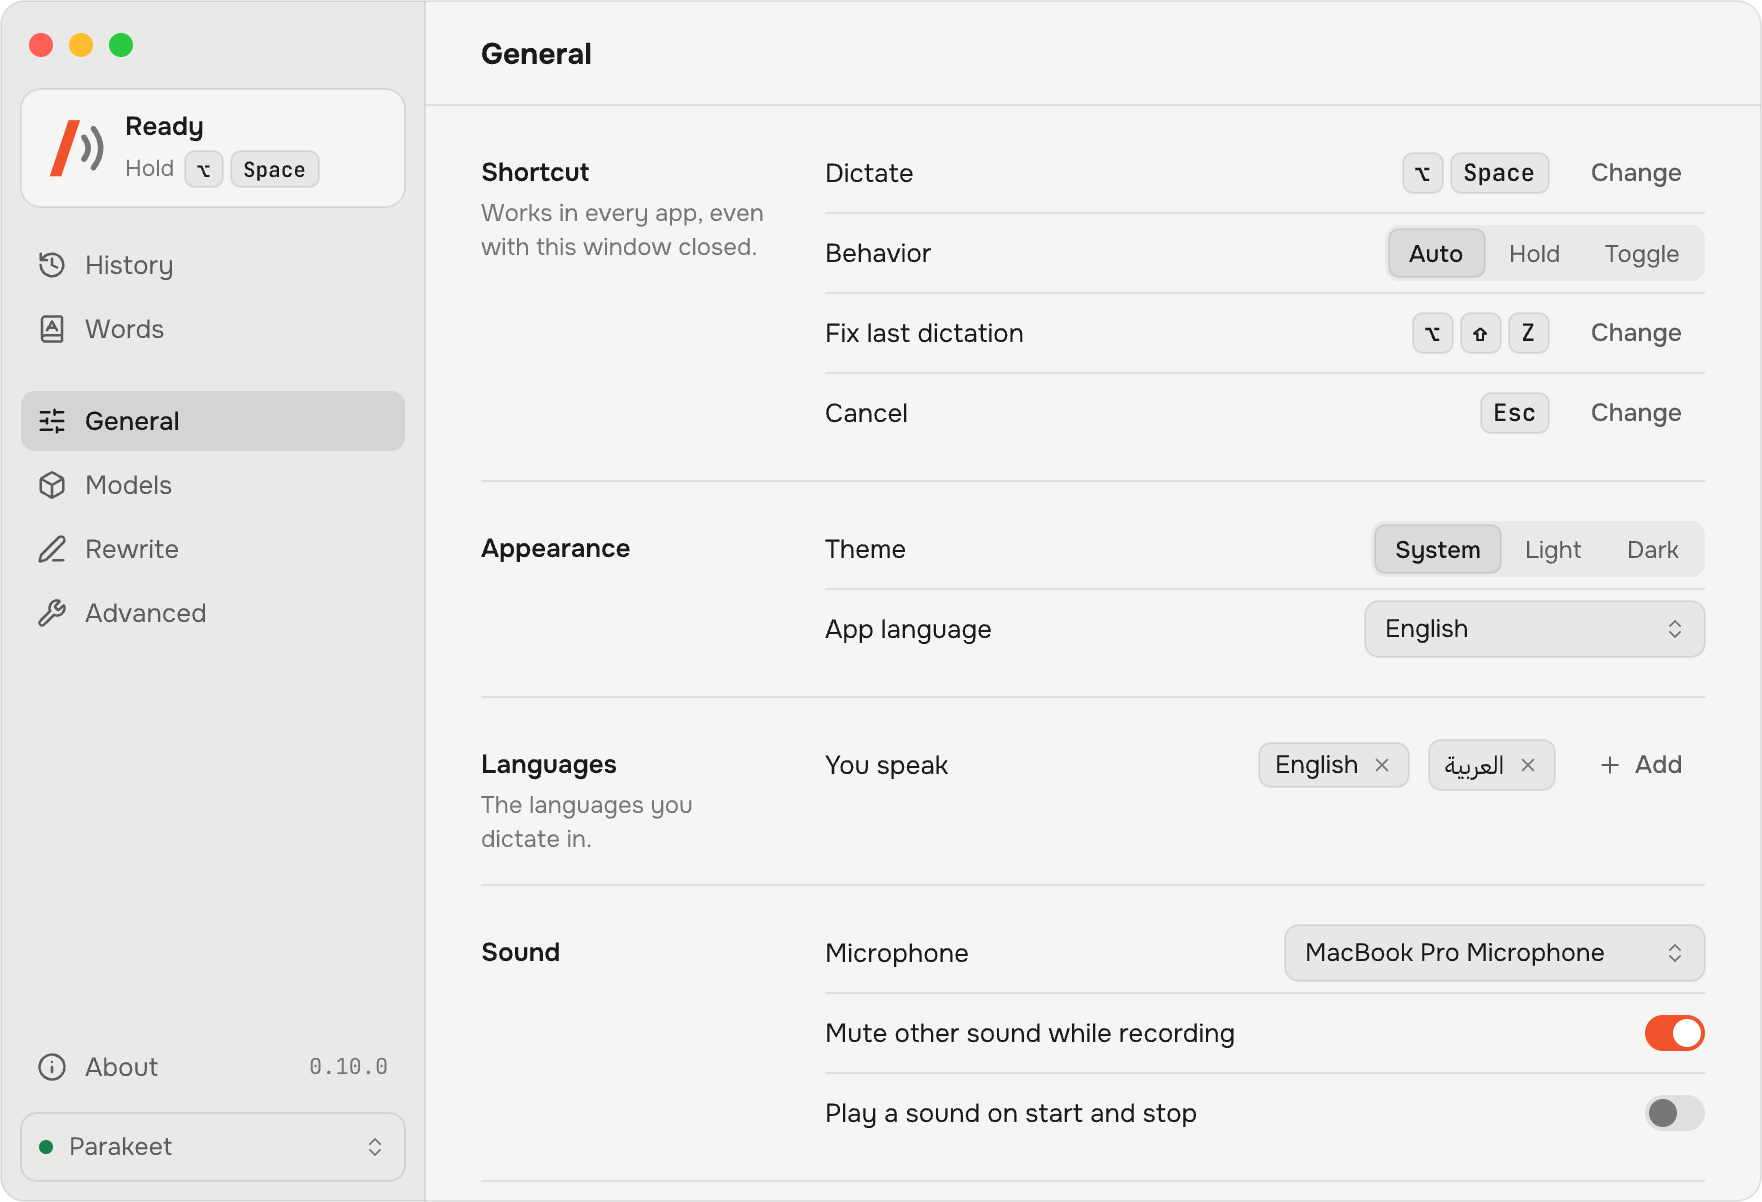 Ready
Hold ⌥ Space
History
Words
General
Models
Rewrite
Advanced
About 0.10.0
Parakeet
General
Shortcut
Works in every app, even
with this window closed.
Dictate ⌥ Space Change
Behavior Auto Hold Toggle
Fix last dictation ⌥ ⇧ Z Change
Cancel Esc Change
Appearance
Theme System Light Dark
App language English
Languages
The languages you
dictate in.
You speak English × العربية × + Add
Sound
Microphone MacBook Pro Microphone
Mute other sound while recording
Play a sound on start and stop